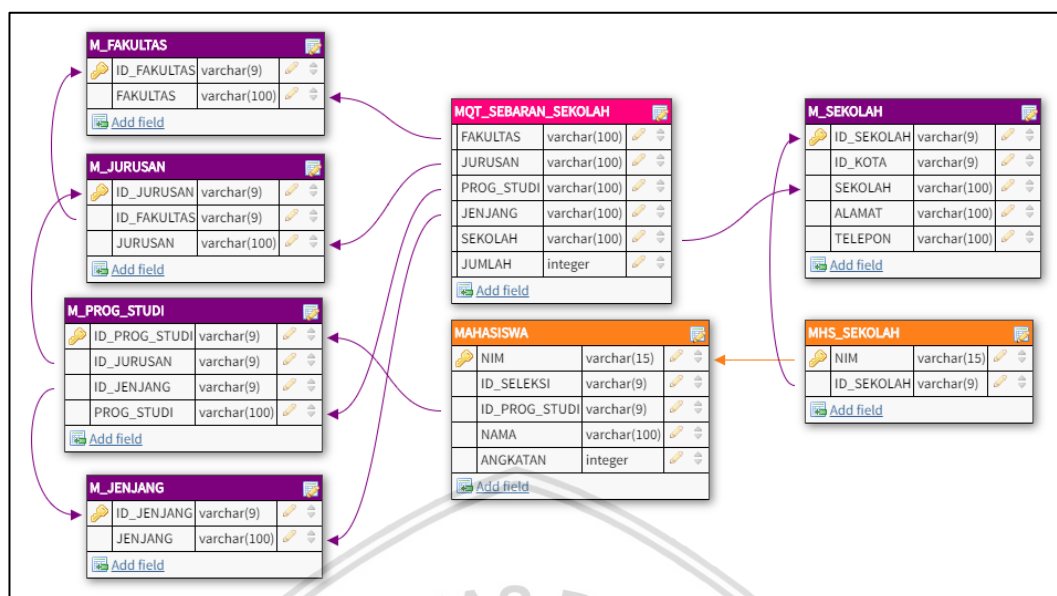 M_FAKULTAS
ID_FAKULTAS varchar(9)
FAKULTAS varchar(100)
Add field
M_JURUSAN
ID_JURUSAN varchar(9)
ID_FAKULTAS varchar(9)
JURUSAN varchar(100)
Add field
M_PROG_STUDI
ID_PROG_STUDI varchar(9)
ID_JURUSAN varchar(9)
ID_JENJANG varchar(9)
PROG_STUDI varchar(100)
Add field
M_JENJANG
ID_JENJANG varchar(9)
JENJANG varchar(100)
Add field
MQT_SEBARAN_SEKOLAH
FAKULTAS varchar(100)
JURUSAN varchar(100)
PROG_STUDI varchar(100)
JENJANG varchar(100)
SEKOLAH varchar(100)
JUMLAH integer
Add field
MAHASISWA
NIM varchar(15)
ID_SELEKSI varchar(9)
ID_PROG_STUDI varchar(9)
NAMA varchar(100)
ANGKATAN integer
Add field
M_SEKOLAH
ID_SEKOLAH varchar(9)
ID_KOTA varchar(9)
SEKOLAH varchar(100)
ALAMAT varchar(100)
TELEPON varchar(100)
Add field
MHS_SEKOLAH
NIM varchar(15)
ID_SEKOLAH varchar(9)
Add field